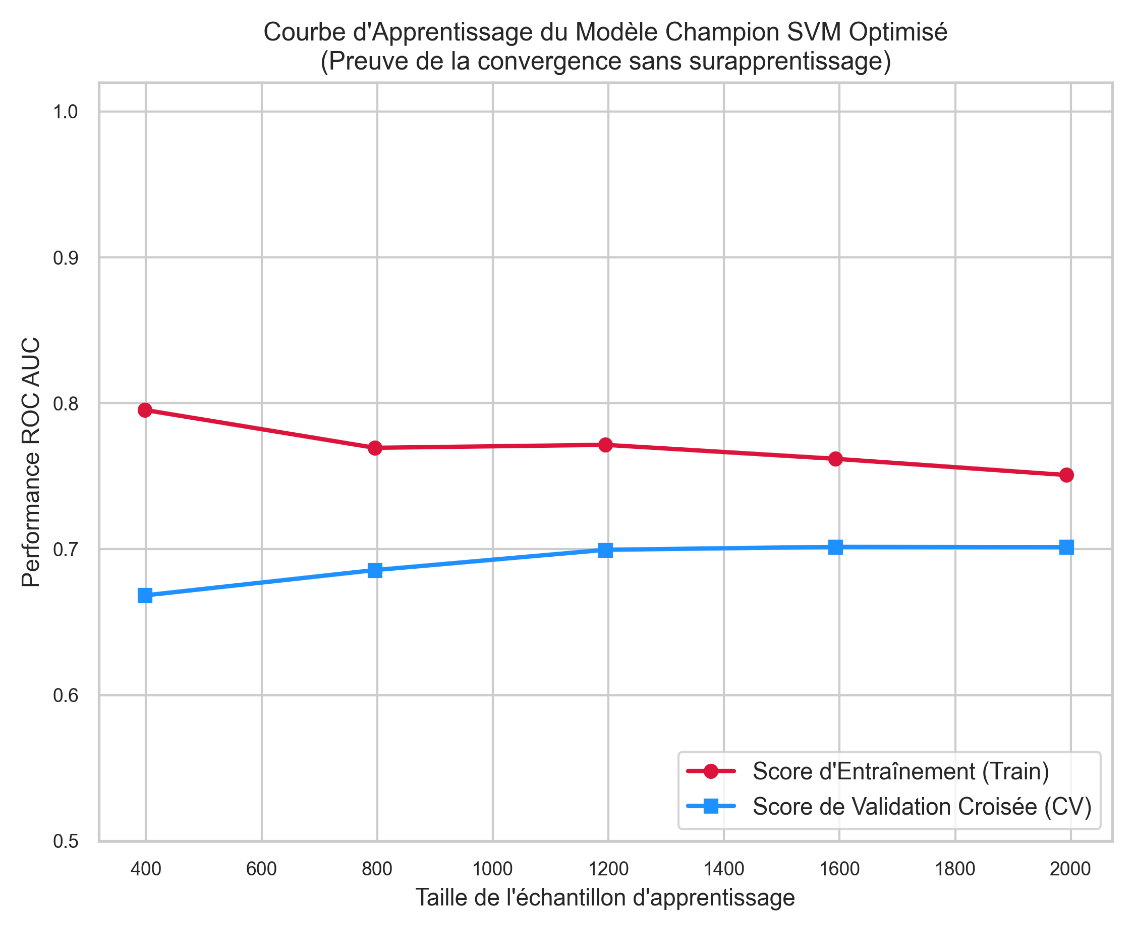 Courbe d'Apprentissage du Modèle Champion SVM Optimisé
(Preuve de la convergence sans surapprentissage)
Performance ROC AUC
1.0
0.9
0.8
0.7
0.6
0.5
Score d'Entraînement (Train)
Score de Validation Croisée (CV)
400 600 800 1000 1200 1400 1600 1800 2000
Taille de l'échantillon d'apprentissage